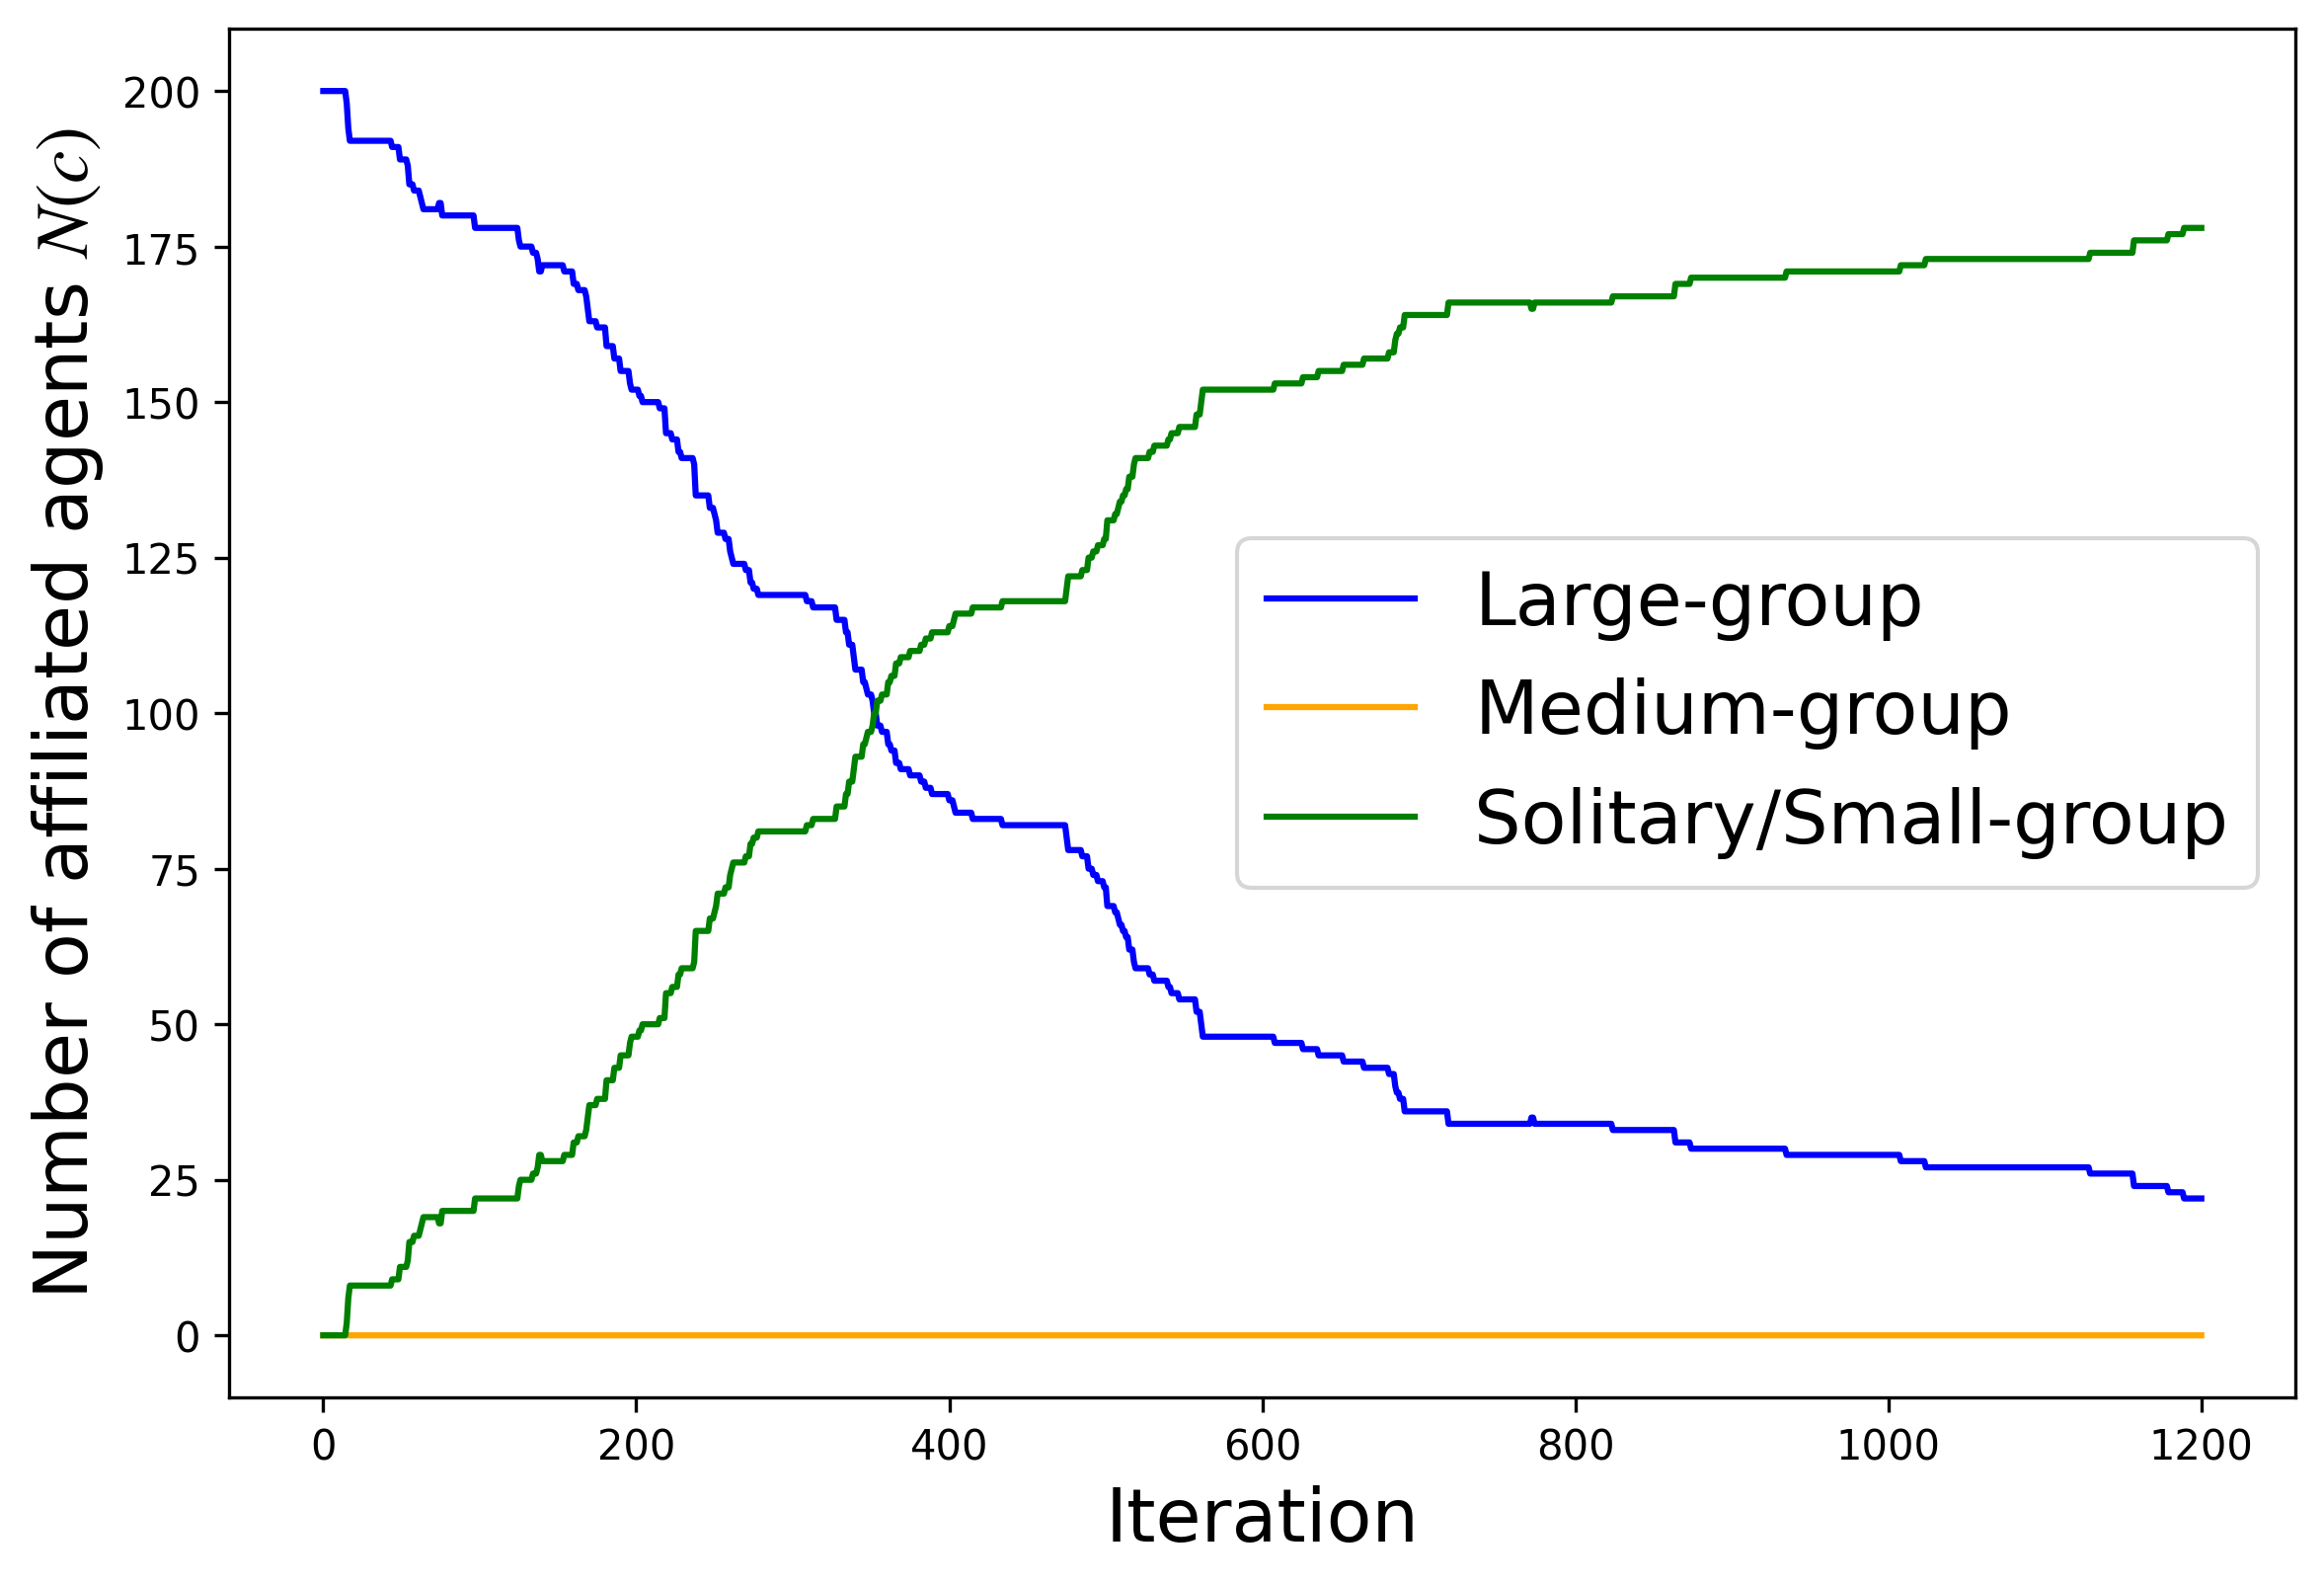 Number of affiliated agents N(c)
200
175
150
125
100
75
50
25
0
Large-group
Medium-group
Solitary/Small-group
0 200 400 600 800 1000 1200
Iteration